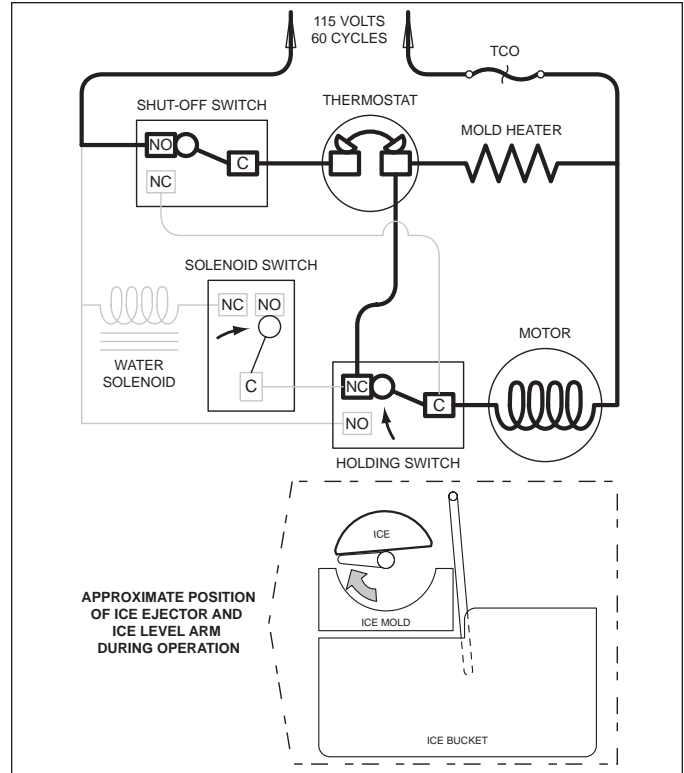 115 VOLTS
60 CYCLES
TCO
SHUT-OFF SWITCH
THERMOSTAT
MOLD HEATER
NO
C
NC
SOLENOID SWITCH
NC
NO
C
WATER
SOLENOID
MOTOR
NC
C
NO
HOLDING SWITCH
APPROXIMATE POSITION
OF ICE EJECTOR AND
ICE LEVEL ARM
DURING OPERATION
ICE
ICE MOLD
ICE BUCKET